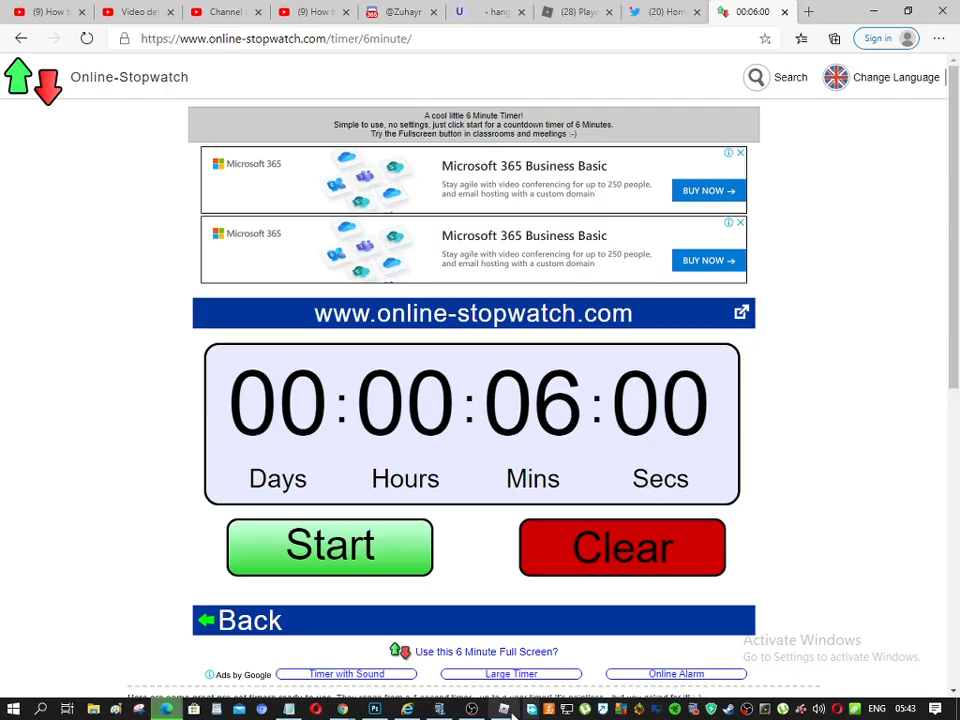 (9) How t
Video de
Channel
(9) How t
@Zuhayr
- hang
(28) Playe
(20) Hom
00:06:00
https://www.online-stopwatch.com/timer/6minute/
Sign in
Online-Stopwatch
Search
Change Language
A cool little 6 Minute Timer!
Simple to use, no settings, just click start for a countdown timer of 6 Minutes.
Try the Fullscreen button in classrooms and meetings :-)
Microsoft 365
Microsoft 365 Business Basic
Stay agile with video conferencing for up to 250 people,
and email hosting with a custom domain
BUY NOW →
Microsoft 365
Microsoft 365 Business Basic
Stay agile with video conferencing for up to 250 people,
and email hosting with a custom domain
BUY NOW →
www.online-stopwatch.com
00:00:06:00
Days Hours Mins Secs
Start
Clear
Back
Use this 6 Minute Full Screen?
Activate Windows
Go to Settings to activate Windows.
Ads by Google
Timer with Sound
Large Timer
Online Alarm
ENG
05:43